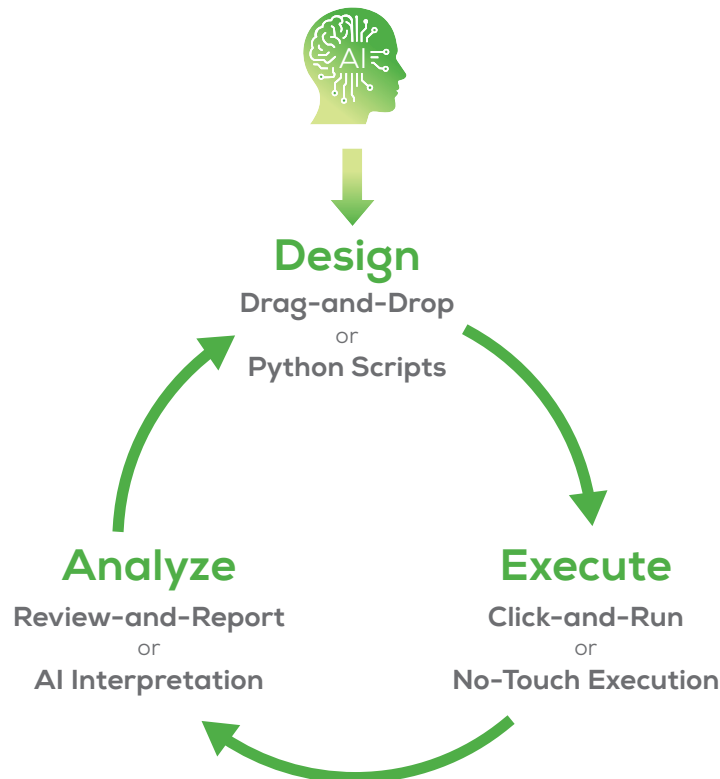 AI
Design
Drag-and-Drop
or
Python Scripts
Analyze
Review-and-Report
or
AI Interpretation
Execute
Click-and-Run
or
No-Touch Execution